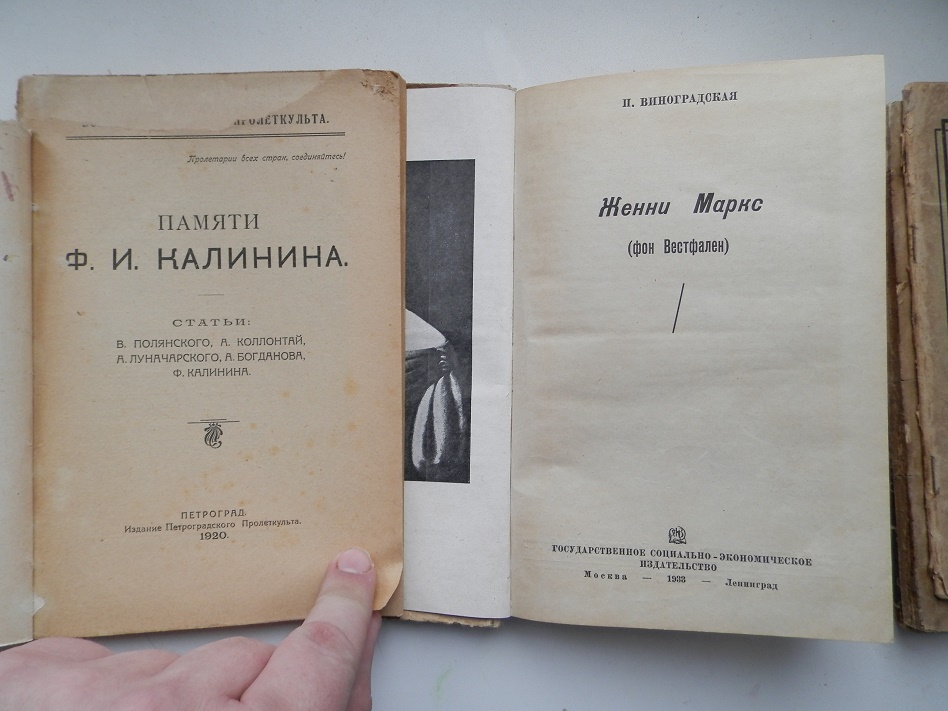 ПРОЛЕТКУЛЬТА.
Пролетарии всех стран, соединяйтесь!
ПАМЯТИ
Ф. И. КАЛИНИНА.
СТАТЬИ:
В. ПОЛЯНСКОГО, А. КОЛЛОНТАЙ,
А. ЛУНАЧАРСКОГО, А. БОГДАНОВА,
Ф. КАЛИНИНА.
ПЕТРОГРАД.
Издание Петроградского Пролеткульта.
1920.
П. ВИНОГРАДСКАЯ
Женни Маркс
(фон Вестфален)
ГОСУДАРСТВЕННОЕ СОЦИАЛЬНО-ЭКОНОМИЧЕСКОЕ
ИЗДАТЕЛЬСТВО
Москва — 1933 — Ленинград